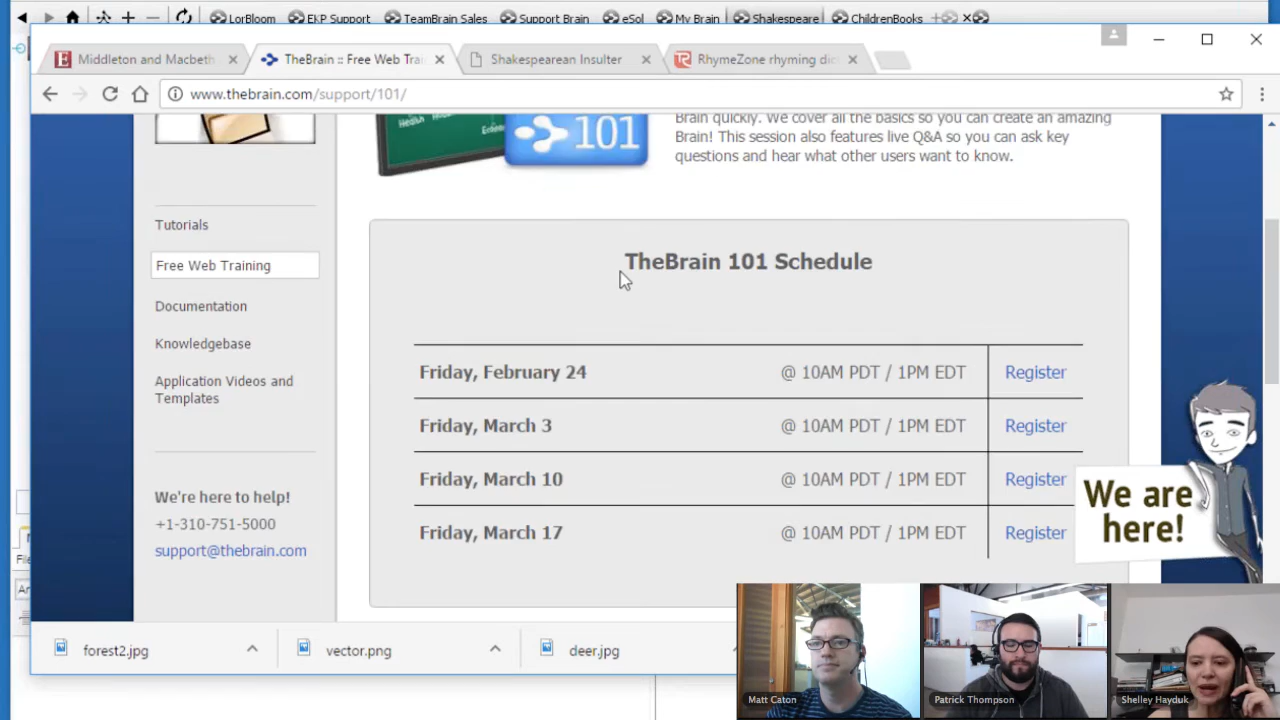 LorBloom EKP Support TeamBrain Sales Support Brain eSol My Brain Shakespeare ChildrenBooks
Middleton and Macbeth TheBrain :: Free Web Trai Shakespearean Insulter RhymeZone rhyming dic
www.thebrain.com/support/101/
101
Brain quickly. We cover all the basics so you can create an amazing
Brain! This session also features live Q&A so you can ask key
questions and hear what other users want to know.
Tutorials
Free Web Training
Documentation
Knowledgebase
Application Videos and
Templates
We're here to help!
+1-310-751-5000
support@thebrain.com
TheBrain 101 Schedule
Friday, February 24 @ 10AM PDT / 1PM EDT Register
Friday, March 3 @ 10AM PDT / 1PM EDT Register
Friday, March 10 @ 10AM PDT / 1PM EDT Register
Friday, March 17 @ 10AM PDT / 1PM EDT Register
We are
here!
forest2.jpg vector.png deer.jpg
Matt Caton Patrick Thompson Shelley Hayduk